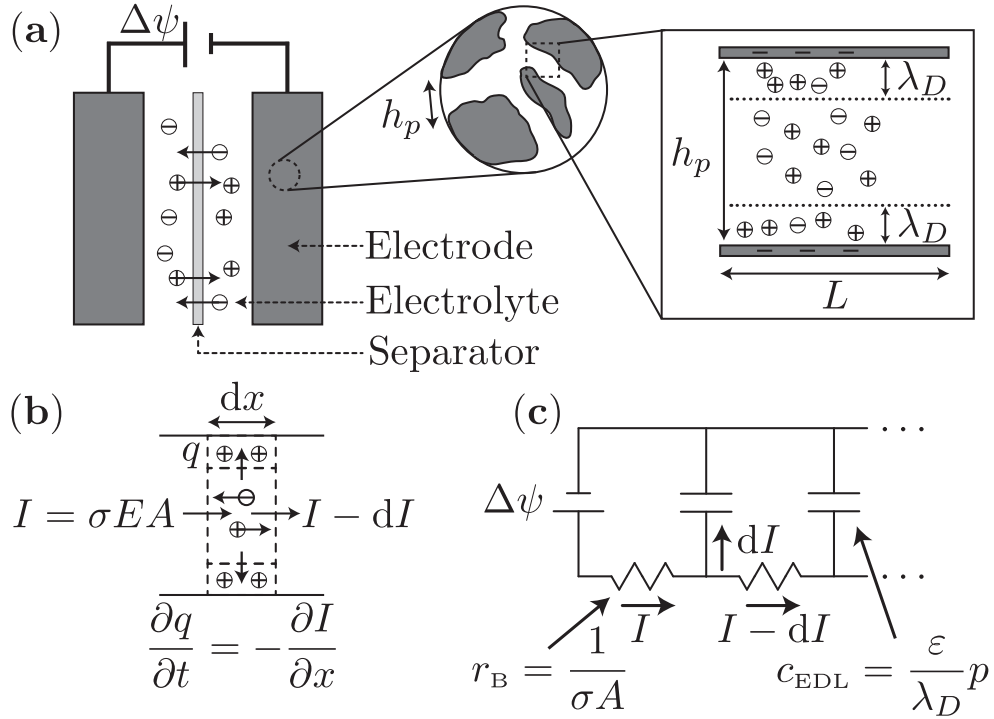 (a)
Δψ
h_p
λ_D
h_p
λ_D
L
Electrode
Electrolyte
Separator
(b)
dx
q
I = σEA
I − dI
∂q/∂t = −∂I/∂x
(c)
Δψ
dI
I
I − dI
r_B = 1/σA
c_EDL = ε/λ_D p